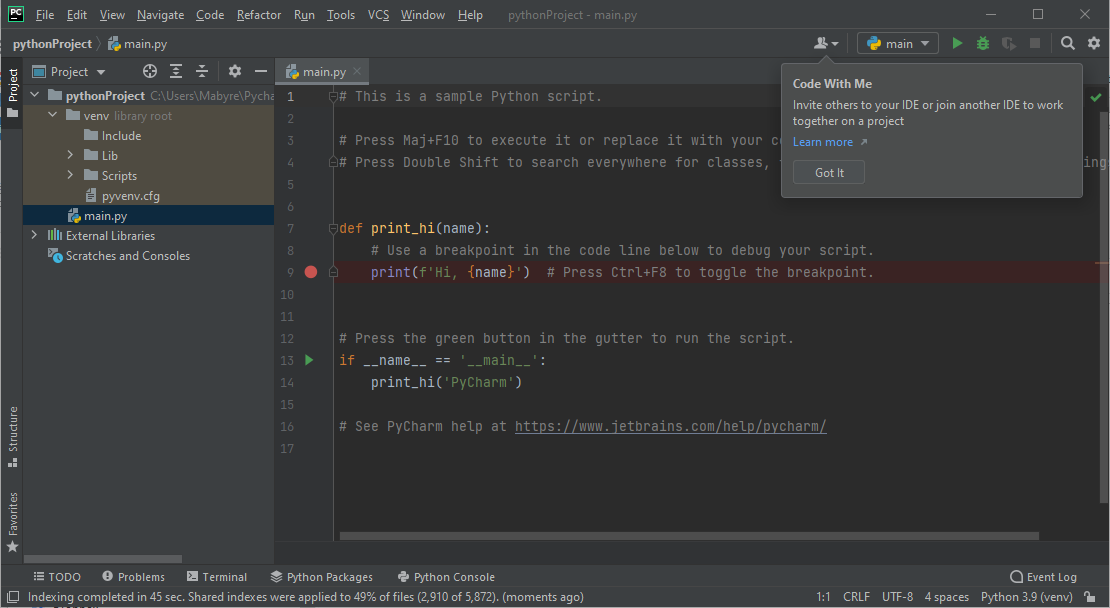 PC File Edit View Navigate Code Refactor Run Tools VCS Window Help pythonProject - main.py
pythonProject main.py main
Project
Project main.py
pythonProject C:\Users\Mabyre\Pycha
venv library root
Include
Lib
Scripts
pyvenv.cfg
main.py
External Libraries
Scratches and Consoles
Structure
Favorites
1 # This is a sample Python script.
2
3 # Press Maj+F10 to execute it or replace it with your co
4 # Press Double Shift to search everywhere for classes, ings
5
6
7 def print_hi(name):
8 # Use a breakpoint in the code line below to debug your script.
9 print(f'Hi, {name}') # Press Ctrl+F8 to toggle the breakpoint.
10
11
12 # Press the green button in the gutter to run the script.
13 if __name__ == '__main__':
14 print_hi('PyCharm')
15
16 # See PyCharm help at https://www.jetbrains.com/help/pycharm/
17
Code With Me
Invite others to your IDE or join another IDE to work
together on a project
Learn more
Got It
TODO Problems Terminal Python Packages Python Console Event Log
Indexing completed in 45 sec. Shared indexes were applied to 49% of files (2,910 of 5,872). (moments ago) 1:1 CRLF UTF-8 4 spaces Python 3.9 (venv)